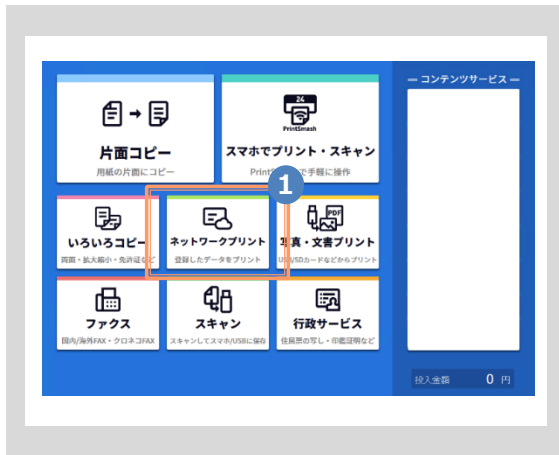 コンテンツサービス
24
PrintSmash
片面コピー
用紙の片面にコピー
スマホでプリント・スキャン
Print で手軽に操作
1
いろいろコピー
両面・拡大縮小・免許証など
ネットワークプリント
登録したデータをプリント
PDF
写真・文書プリント
USB/SDカードなどからプリント
ファクス
国内/海外FAX・クロネコFAX
スキャン
スキャンしてスマホ/USBに保存
行政サービス
住民票の写し・印鑑証明など
投入金額 0 円